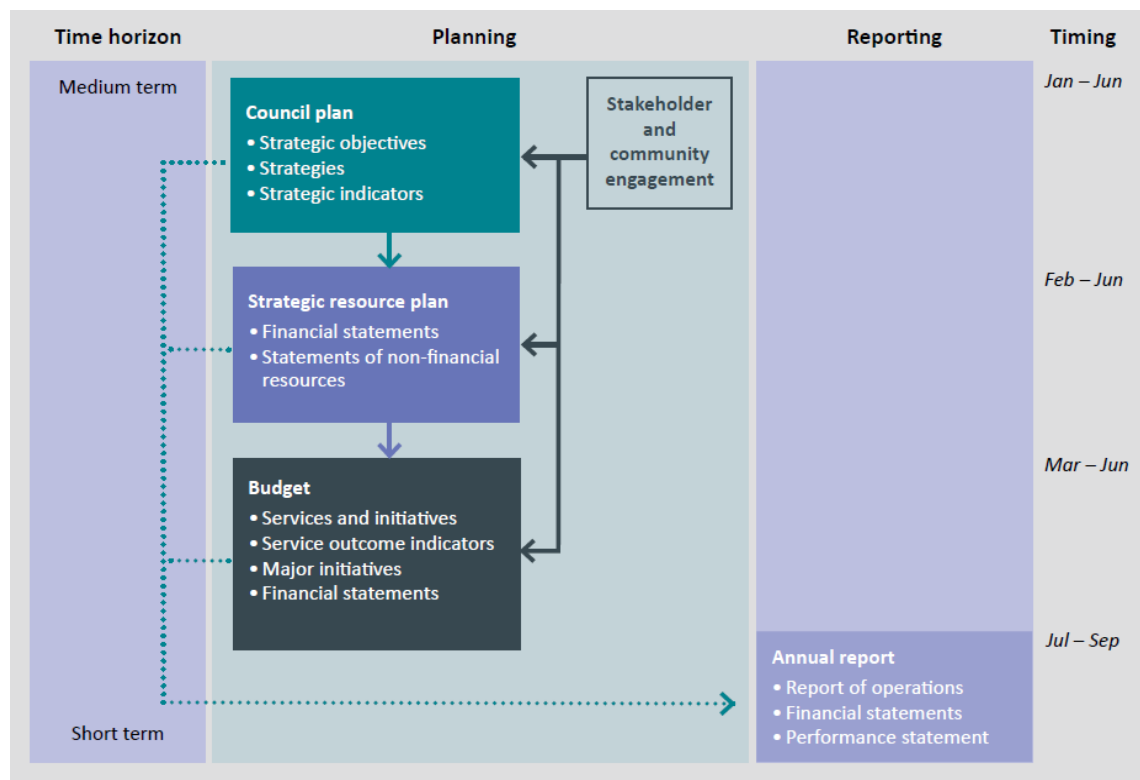 Time horizon
Planning
Reporting
Timing
Medium term
Council plan
• Strategic objectives
• Strategies
• Strategic indicators
Stakeholder
and
community
engagement
Jan – Jun
Strategic resource plan
• Financial statements
• Statements of non-financial
resources
Feb – Jun
Budget
• Services and initiatives
• Service outcome indicators
• Major initiatives
• Financial statements
Mar – Jun
Annual report
• Report of operations
• Financial statements
• Performance statement
Jul – Sep
Short term